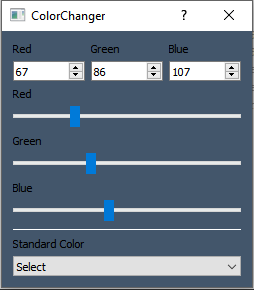 ColorChanger ?
Red Green Blue
67 86 107
Red
Green
Blue
Standard Color
Select